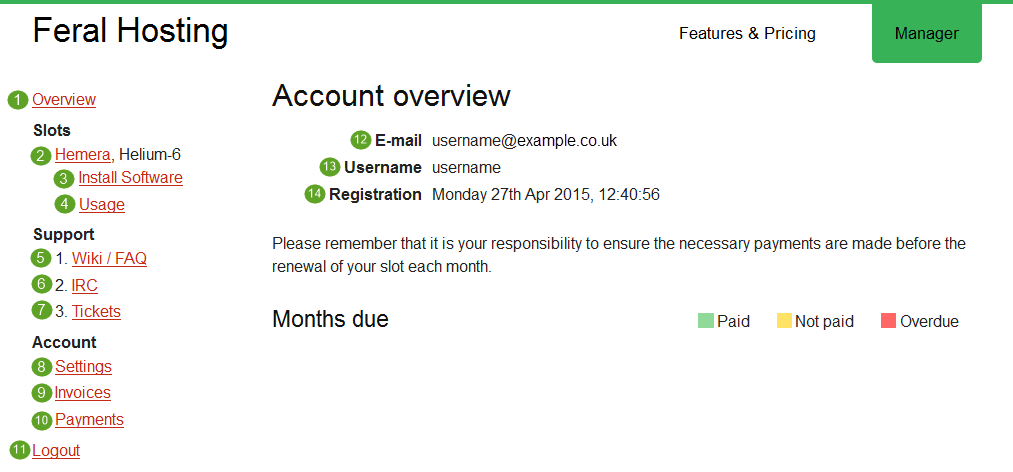 Feral Hosting
Features & Pricing
Manager
1 Overview
Slots
2 Hemera, Helium-6
3 Install Software
4 Usage
Support
5 1. Wiki / FAQ
6 2. IRC
7 3. Tickets
Account
8 Settings
9 Invoices
10 Payments
11 Logout
Account overview
12 E-mail username@example.co.uk
13 Username username
14 Registration Monday 27th Apr 2015, 12:40:56
Please remember that it is your responsibility to ensure the necessary payments are made before the
renewal of your slot each month.
Months due
Paid
Not paid
Overdue